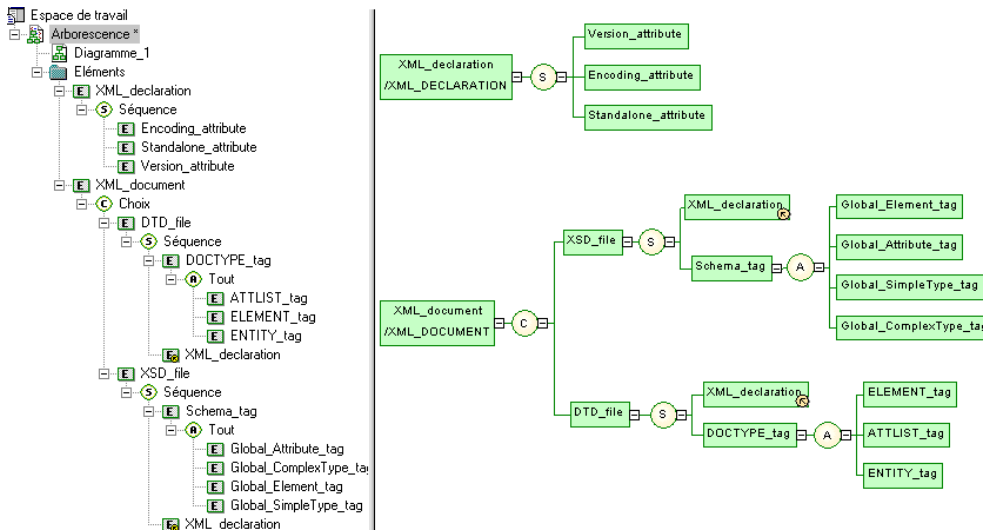 Espace de travail
Arborescence *
Diagramme_1
Eléments
E XML_declaration
S Séquence
E Encoding_attribute
E Standalone_attribute
E Version_attribute
E XML_document
C Choix
E DTD_file
S Séquence
E DOCTYPE_tag
A Tout
E ATTLIST_tag
E ELEMENT_tag
E ENTITY_tag
E XML_declaration
E XSD_file
S Séquence
E Schema_tag
A Tout
E Global_Attribute_tag
E Global_ComplexType_tag
E Global_Element_tag
E Global_SimpleType_tag
E XML_declaration
XML_declaration
/XML_DECLARATION
S
Version_attribute
Encoding_attribute
Standalone_attribute
XML_document
/XML_DOCUMENT
C
XSD_file
S
XML_declaration
Schema_tag
A
Global_Element_tag
Global_Attribute_tag
Global_SimpleType_tag
Global_ComplexType_tag
DTD_file
S
XML_declaration
DOCTYPE_tag
A
ELEMENT_tag
ATTLIST_tag
ENTITY_tag